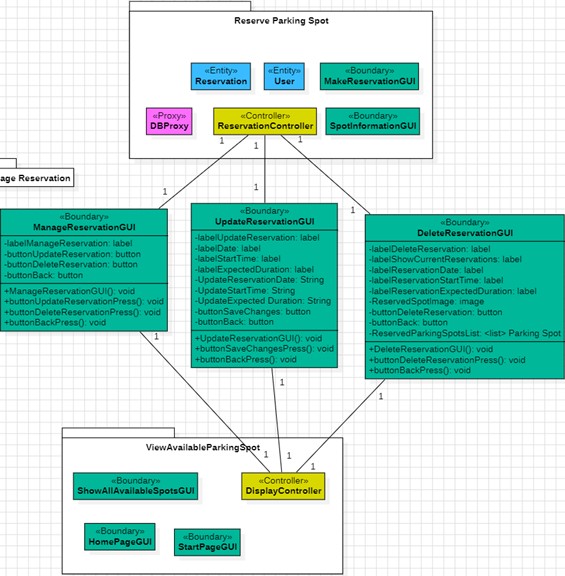 Reserve Parking Spot
«Entity»
Reservation
«Entity»
User
«Boundary»
MakeReservationGUI
«Proxy»
DBProxy
«Controller»
ReservationController
«Boundary»
SpotInformationGUI
1
1
1
age Reservation
1
1
1
«Boundary»
ManageReservationGUI
-labelManageReservation: label
-buttonUpdateReservation: button
-buttonDeleteReservation: button
-buttonBack: button
+ManageReservationGUI(): void
+buttonUpdateReservationPress(): void
+buttonDeleteReservationPress(): void
+buttonBackPress(): void
«Boundary»
UpdateReservationGUI
-labelUpdateReservation: label
-labelDate: label
-labelStartTime: label
-labelExpectedDuration: label
-UpdateReservationDate: String
-UpdateStartTime: String
-UpdateExpected Duration: String
-buttonSaveChanges: button
-buttonBack: button
+UpdateReservationGUI(): void
+buttonSaveChangesPress(): void
+buttonBackPress(): void
«Boundary»
DeleteReservationGUI
-labelDeleteReservation: label
-labelShowCurrentReservations: label
-labelReservationDate: label
-labelReservationStartTime: label
-labelReservationExpectedDuration: label
-ReservedSpotImage: image
-buttonDeleteReservation: button
-buttonBack: button
-ReservedParkingSpotsList: <list> Parking Spot
+DeleteReservationGUI(): void
+buttonDeleteReservationPress(): void
+buttonBackPress(): void
1
1
1
ViewAvailableParkingSpot
1
1
1
«Boundary»
ShowAllAvailableSpotsGUI
«Controller»
DisplayController
«Boundary»
HomePageGUI
«Boundary»
StartPageGUI